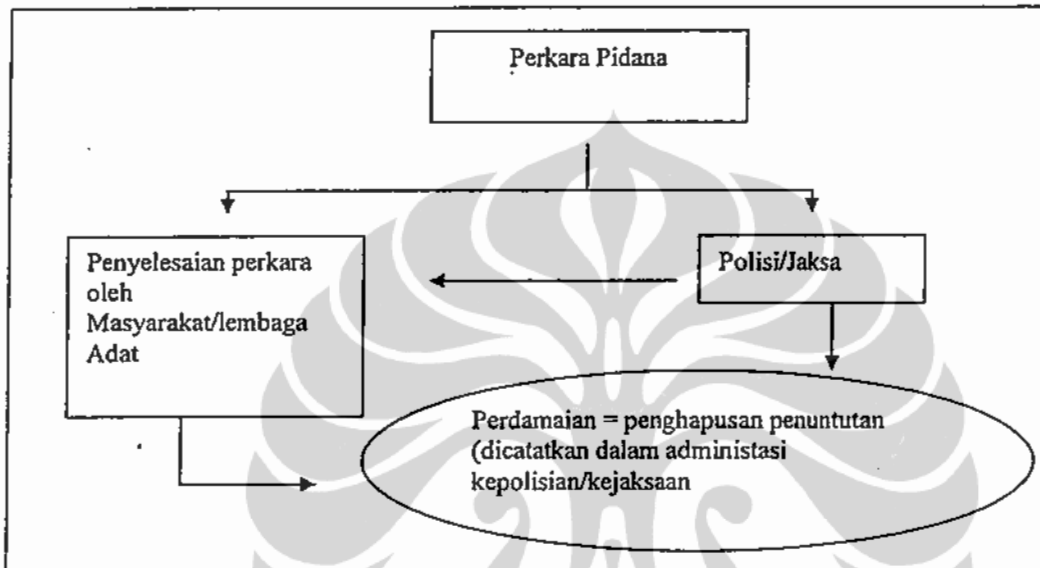 Perkara Pidana
Penyelesaian perkara
oleh
Masyarakat/lembaga
Adat
Polisi/Jaksa
Perdamaian = penghapusan penuntutan
(dicatatkan dalam administasi
kepolisian/kejaksaan